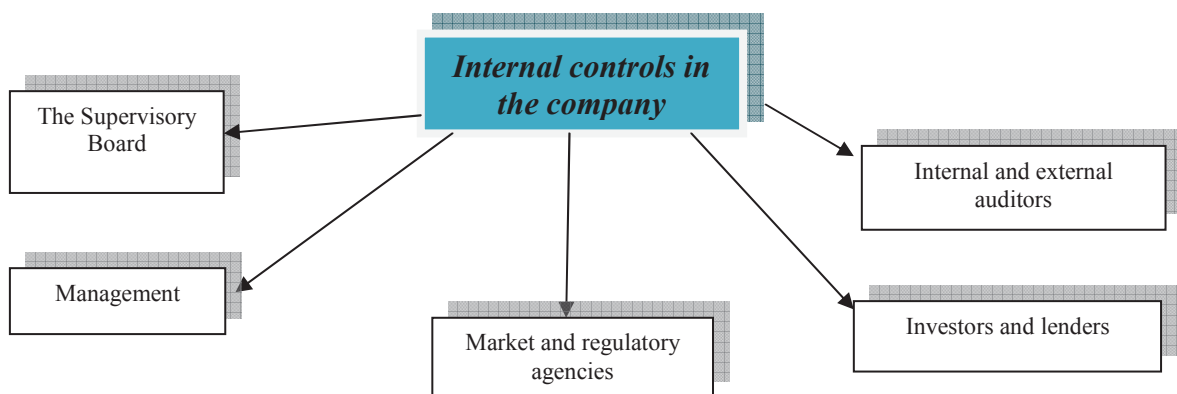 Internal controls in
the company
The Supervisory
Board
Internal and external
auditors
Management
Market and regulatory
agencies
Investors and lenders